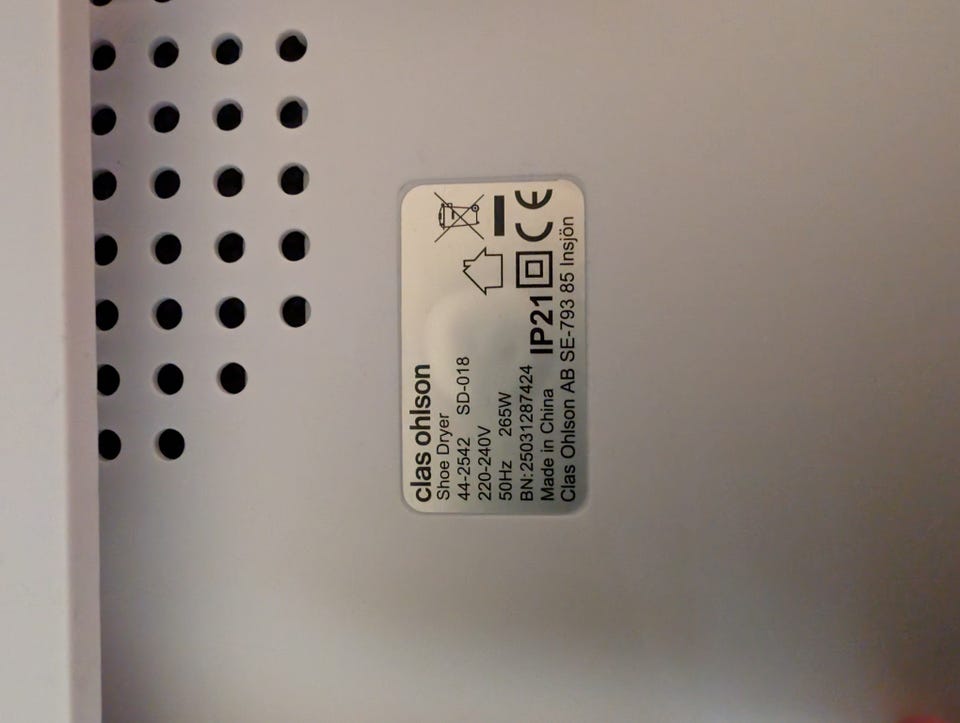 clas ohlson
Shoe Dryer
44-2542 SD-018
220-240V
50Hz 265W
BN:25031287424
Made in China
IP21
CE
Clas Ohlson AB SE-793 85 Insjön